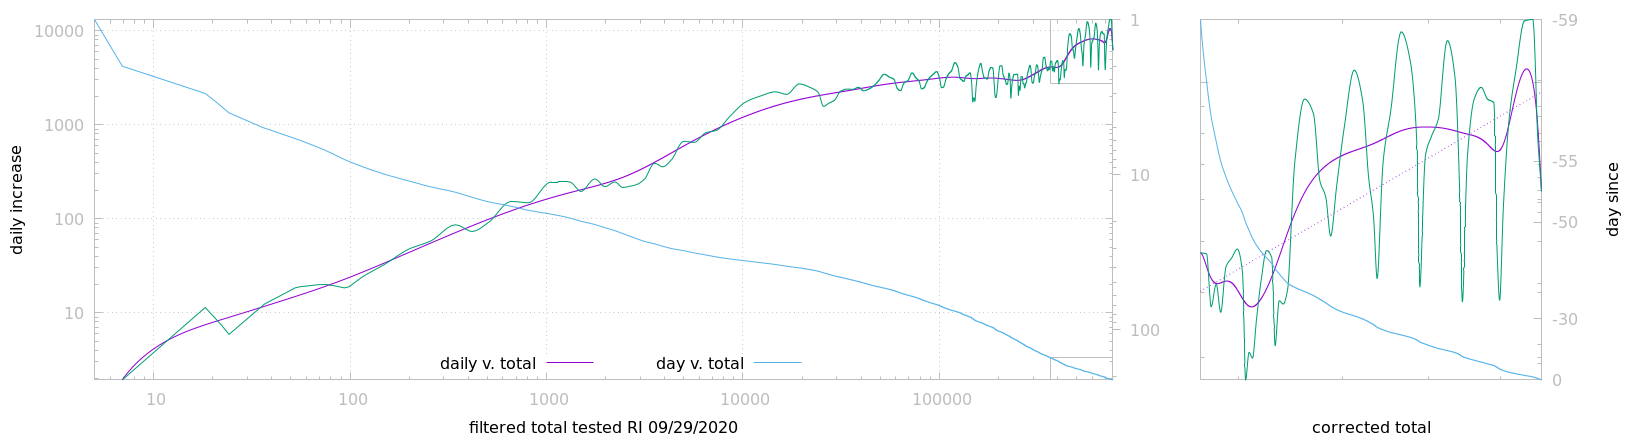 10000
1000
100
10
daily increase
10
100
1000
10000
100000
filtered total tested RI 09/29/2020
daily v. total
day v. total
1
10
100
-59
-55
-50
-30
0
day since
corrected total